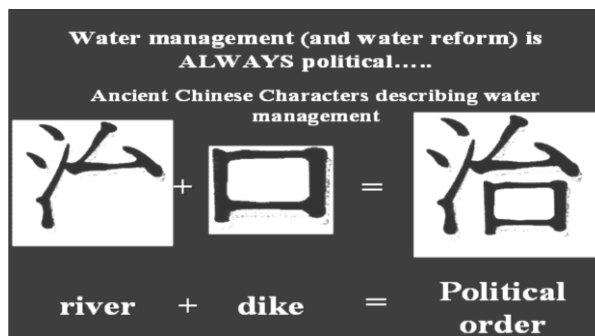 Water management (and water reform) is
ALWAYS political…..
Ancient Chinese Characters describing water
management
氵厶 + 口 = 治
river + dike = Political
order